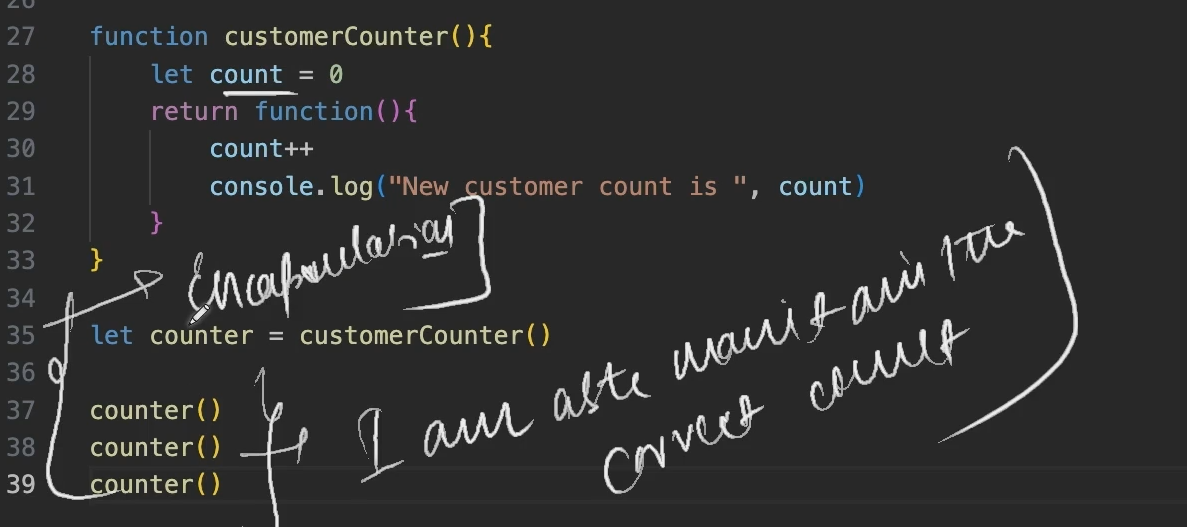 26
27 function customerCounter(){
28 let count = 0
29 return function(){
30 count++
31 console.log("New customer count is ", count)
32 }
33 }
Encapsulation
34
35 let counter = customerCounter()
36
37 counter()
38 counter()
39 counter()
I am able maintain the
correct count